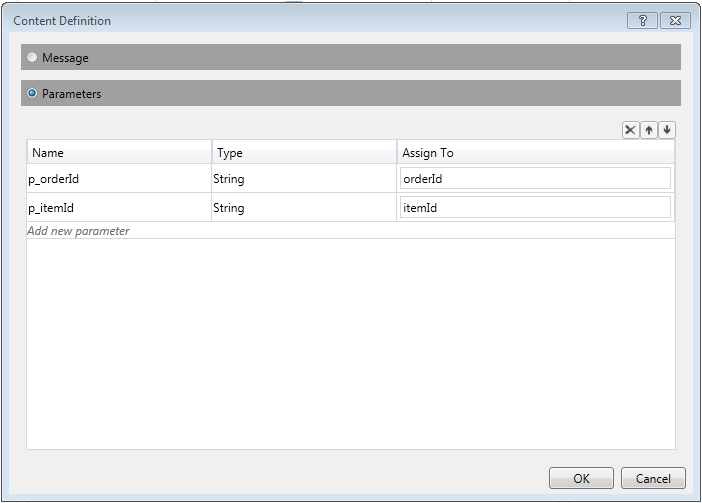 Content Definition
Message
Parameters
Name Type Assign To
p_orderId String orderId
p_itemId String itemId
Add new parameter
OK Cancel